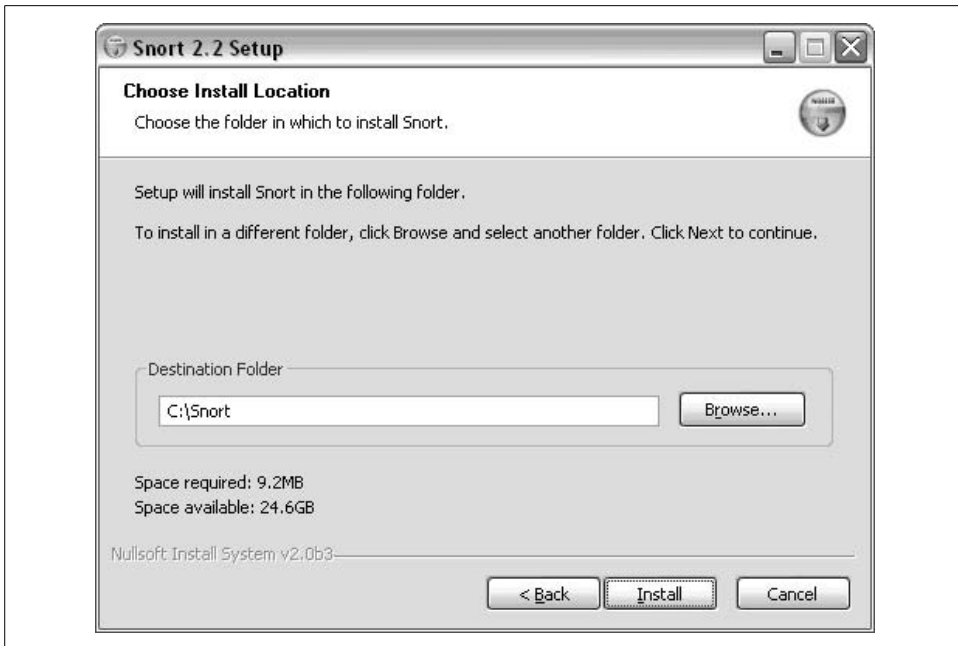 Snort 2.2 Setup
Choose Install Location
Choose the folder in which to install Snort.
Setup will install Snort in the following folder.
To install in a different folder, click Browse and select another folder. Click Next to continue.
Destination Folder
C:\Snort
Browse...
Space required: 9.2MB
Space available: 24.6GB
Nullsoft Install System v2.0b3
< Back
Install
Cancel